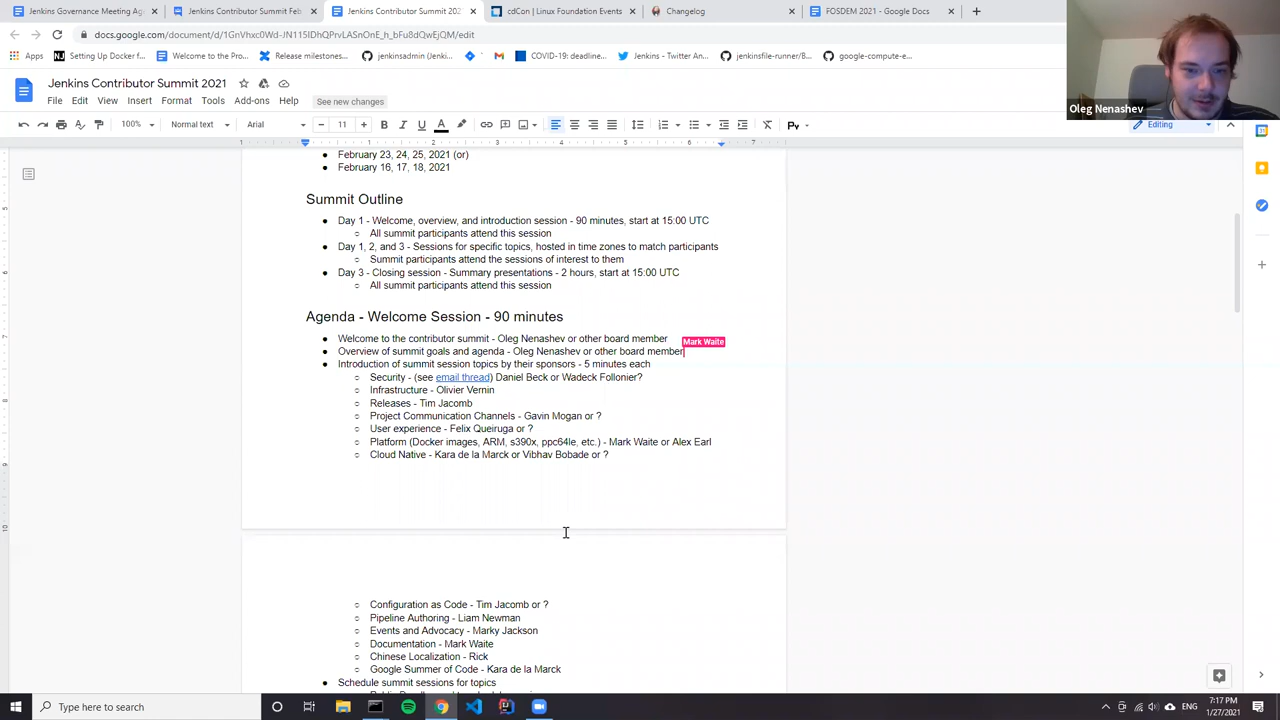 Jenkins Governance Meeting Ag
Jenkins Contributor Summit Feb
Jenkins Contributor Summit 202
cdCon | Linux Foundation Events
Changelog
FOSDEM 2021 - Google Docs
docs.google.com/document/d/1GnVhxc0Wd-JN115IDhQPrvLASnOnE_h_bFu8dQwEjQM/edit
Apps
Setting Up Docker f
Welcome to the Pro...
Release milestones...
jenkinsadmin (Jenki...
COVID-19: deadline...
Jenkins - Twitter An...
jenkinsfile-runner/B...
google-compute-e...
Oleg Nenashev
Jenkins Contributor Summit 2021
File Edit View Insert Format Tools Add-ons Help See new changes
100% Normal text Arial 11 Editing
February 23, 24, 25, 2021 (or)
February 16, 17, 18, 2021
Summit Outline
Day 1 - Welcome, overview, and introduction session - 90 minutes, start at 15:00 UTC
All summit participants attend this session
Day 1, 2, and 3 - Sessions for specific topics, hosted in time zones to match participants
Summit participants attend the sessions of interest to them
Day 3 - Closing session - Summary presentations - 2 hours, start at 15:00 UTC
All summit participants attend this session
Agenda - Welcome Session - 90 minutes
Welcome to the contributor summit - Oleg Nenashev or other board member
Mark Waite
Overview of summit goals and agenda - Oleg Nenashev or other board member
Introduction of summit session topics by their sponsors - 5 minutes each
Security - (see email thread) Daniel Beck or Wadeck Follonier?
Infrastructure - Olivier Vernin
Releases - Tim Jacomb
Project Communication Channels - Gavin Mogan or ?
User experience - Felix Queiruga or ?
Platform (Docker images, ARM, s390x, ppc64le, etc.) - Mark Waite or Alex Earl
Cloud Native - Kara de la Marck or Vibhav Bobade or ?
Configuration as Code - Tim Jacomb or ?
Pipeline Authoring - Liam Newman
Events and Advocacy - Marky Jackson
Documentation - Mark Waite
Chinese Localization - Rick
Google Summer of Code - Kara de la Marck
Schedule summit sessions for topics
Type here to search
ENG
7:17 PM
1/27/2021